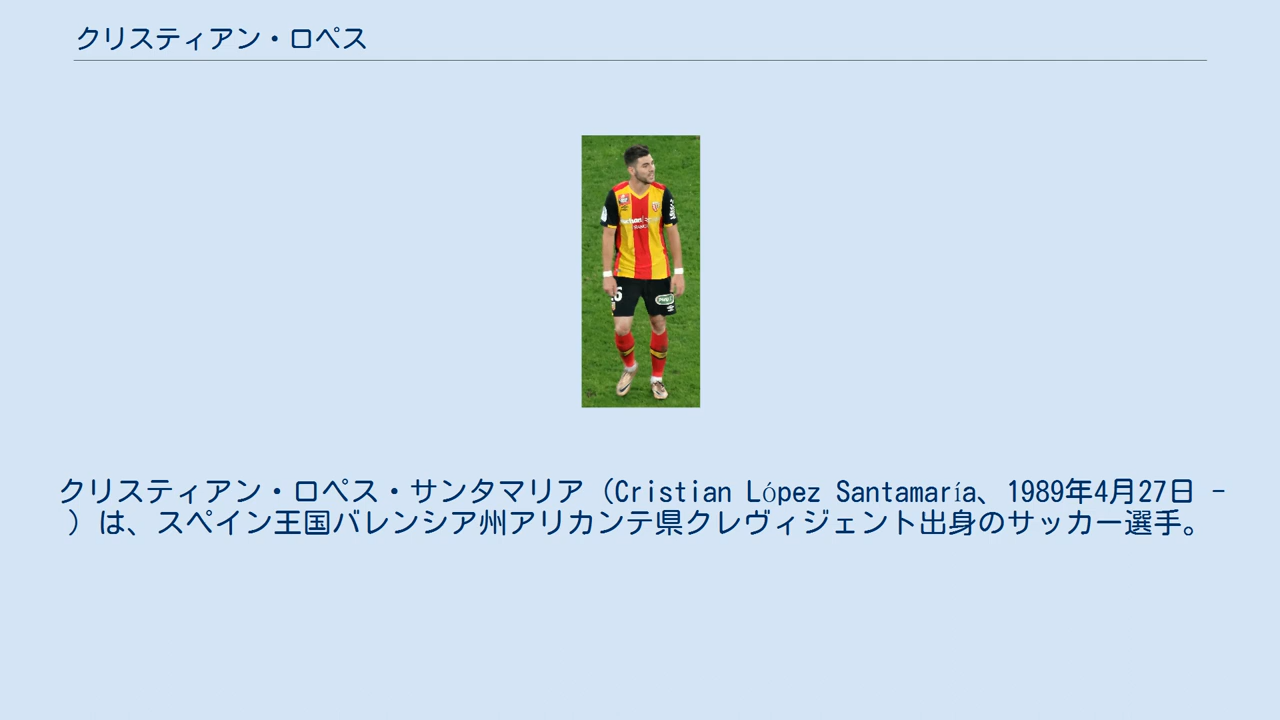 クリスティアン・ロペス
クリスティアン・ロペス・サンタマリア（Cristian López Santamaría、1989年4月27日 -
）は、スペイン王国バレンシア州アリカンテ県クレヴィジェント出身のサッカー選手。